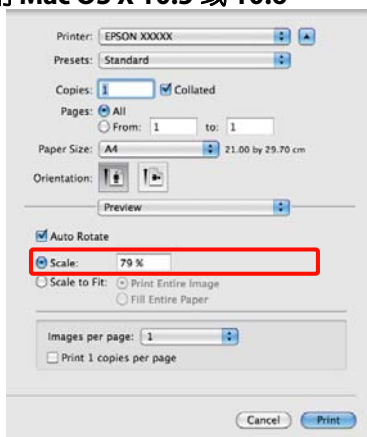 Mac OS X 10.5 或 10.6
Printer: EPSON XXXXX
Presets: Standard
Copies: 1 Collated
Pages: All
From: 1 to: 1
Paper Size: A4 21.00 by 29.70 cm
Orientation:
Preview
Auto Rotate
Scale: 79 %
Scale to Fit: Print Entire Image
Fill Entire Paper
Images per page: 1
Print 1 copies per page
Cancel Print